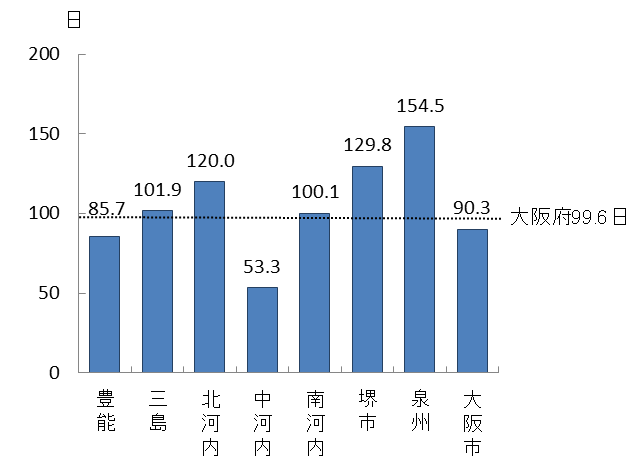 日
200
150
100
50
0
85.7
101.9
120.0
53.3
100.1
129.8
154.5
90.3
大阪府99.6日
豊能
三島
北河内
中河内
南河内
堺市
泉州
大阪市